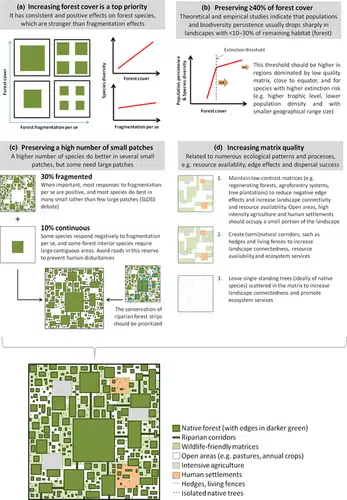 (a) Increasing forest cover is a top priority
It has consistent and positive effects on forest species,
which are stronger than fragmentation effects
Forest cover
Forest fragmentation per se
Species diversity
Forest cover
Fragmentation per se
(b) Preserving ≥40% of forest cover
Theoretical and empirical studies indicate that populations
and biodiversity persistence usually drops sharply in
landscapes with <10–30% of remaining habitat (forest)
Population persistence
& Species diversity
Extinction threshold
Forest cover
This threshold should be higher in
regions dominated by low quality
matrix, close to equator, and for
species with higher extinction risk
(e.g. higher trophic level, lower
population density and with
smaller geographical range size)
(c) Preserving a high number of small patches
A higher number of species do better in several small
patches, but some need large patches
30% fragmented
When important, most responses to fragmentation
per se are positive, and most species do best in
many small rather than few large patches (SLOSS
debate)
+
10% continuous
Some species respond negatively to fragmentation
per se, and some forest interior species require
large contiguous areas. Avoid roads in this reserve
to prevent human disturbances
The conservation of
riparian forest strips
should be prioritized
(d) Increasing matrix quality
Related to numerous ecological patterns and processes,
e.g. resource availability, edge effects and dispersal success
1. Maintain low-contrast matrices (e.g.
regenerating forests, agroforestry systems,
tree plantations) to reduce negative edge
effects and increase landscape connectivity
and resource availability. Open areas, high
intensity agriculture and human settlements
should occupy a small portion of the landscape
2. Create (semi)natural corridors, such as
hedges and living fences to increase
landscape connectedness, resource
availability and ecosystem services
3. Leave single standing trees (ideally of native
species) scattered in the matrix to increase
landscape connectedness and promote
ecosystem services
Native forest (with edges in darker green)
Riparian corridors
Wildlife-friendly matrices
Open areas (e.g. pastures, annual crops)
Intensive agriculture
Human settlements
Hedges, living fences
Isolated native trees